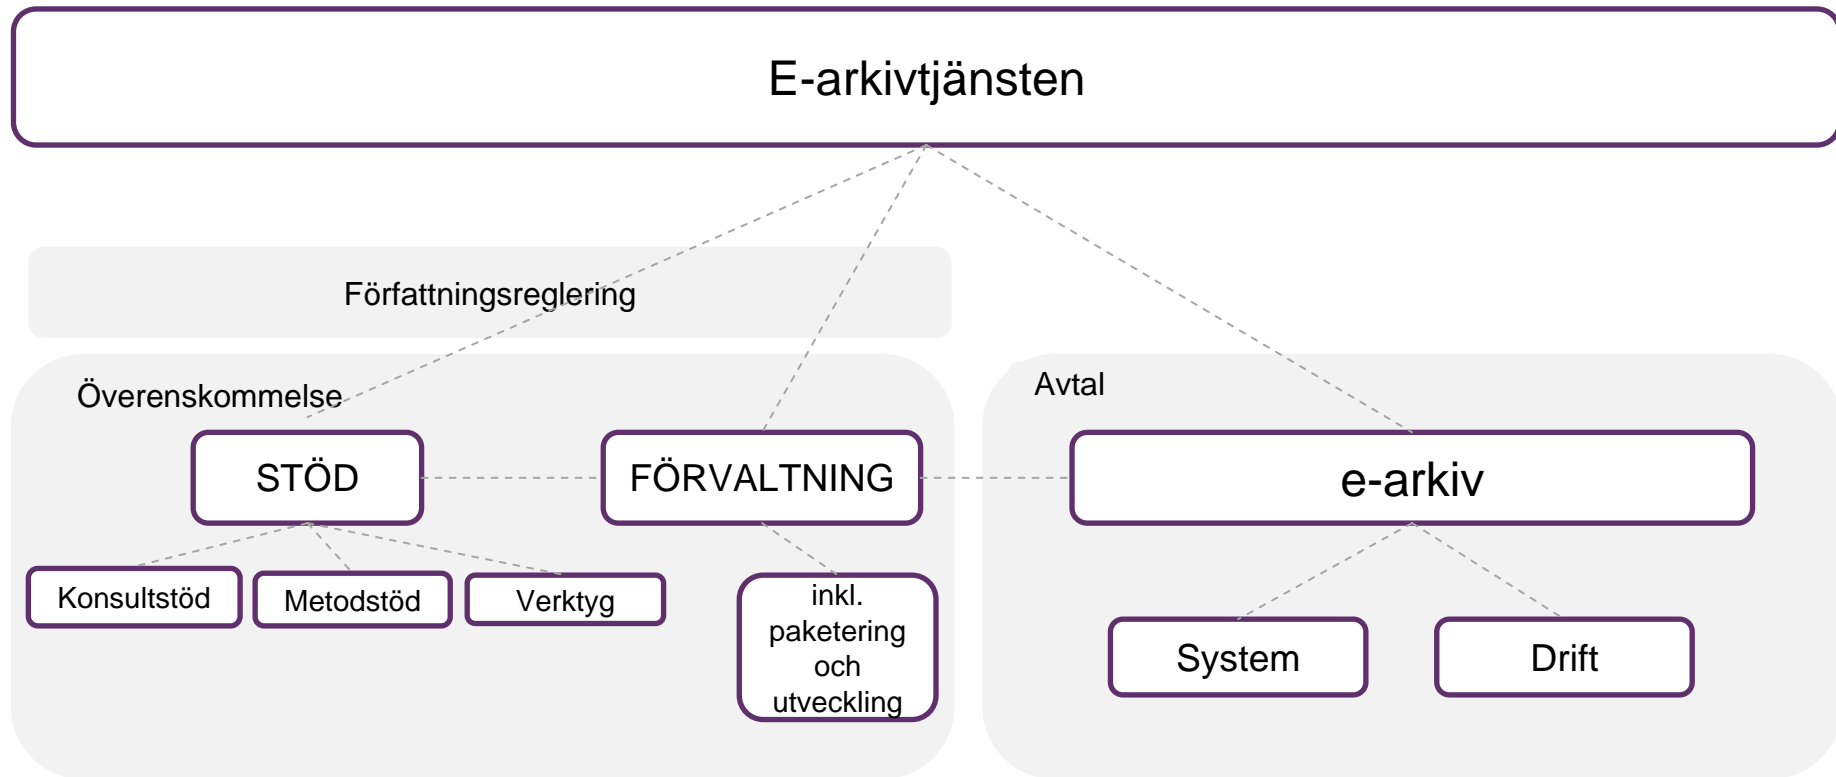 E-arkivtjänsten
Författningsreglering
Överenskommelse
Avtal
STÖD
FÖRVALTNING
e-arkiv
Konsultstöd
Metodstöd
Verktyg
inkl.
paketering
och
utveckling
System
Drift